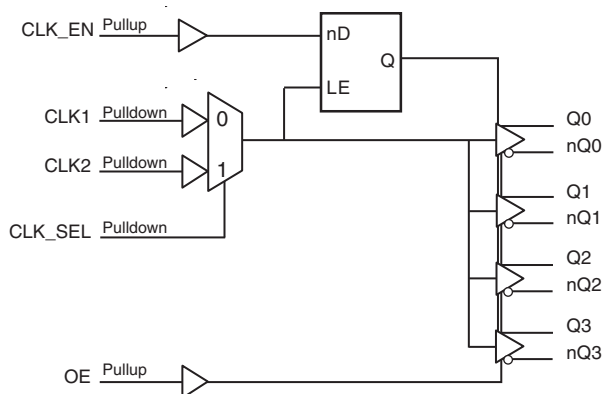 CLK_EN Pullup
nD
Q
LE
CLK1 Pulldown
0
CLK2 Pulldown
1
CLK_SEL Pulldown
Q0
nQ0
Q1
nQ1
Q2
nQ2
Q3
nQ3
OE Pullup